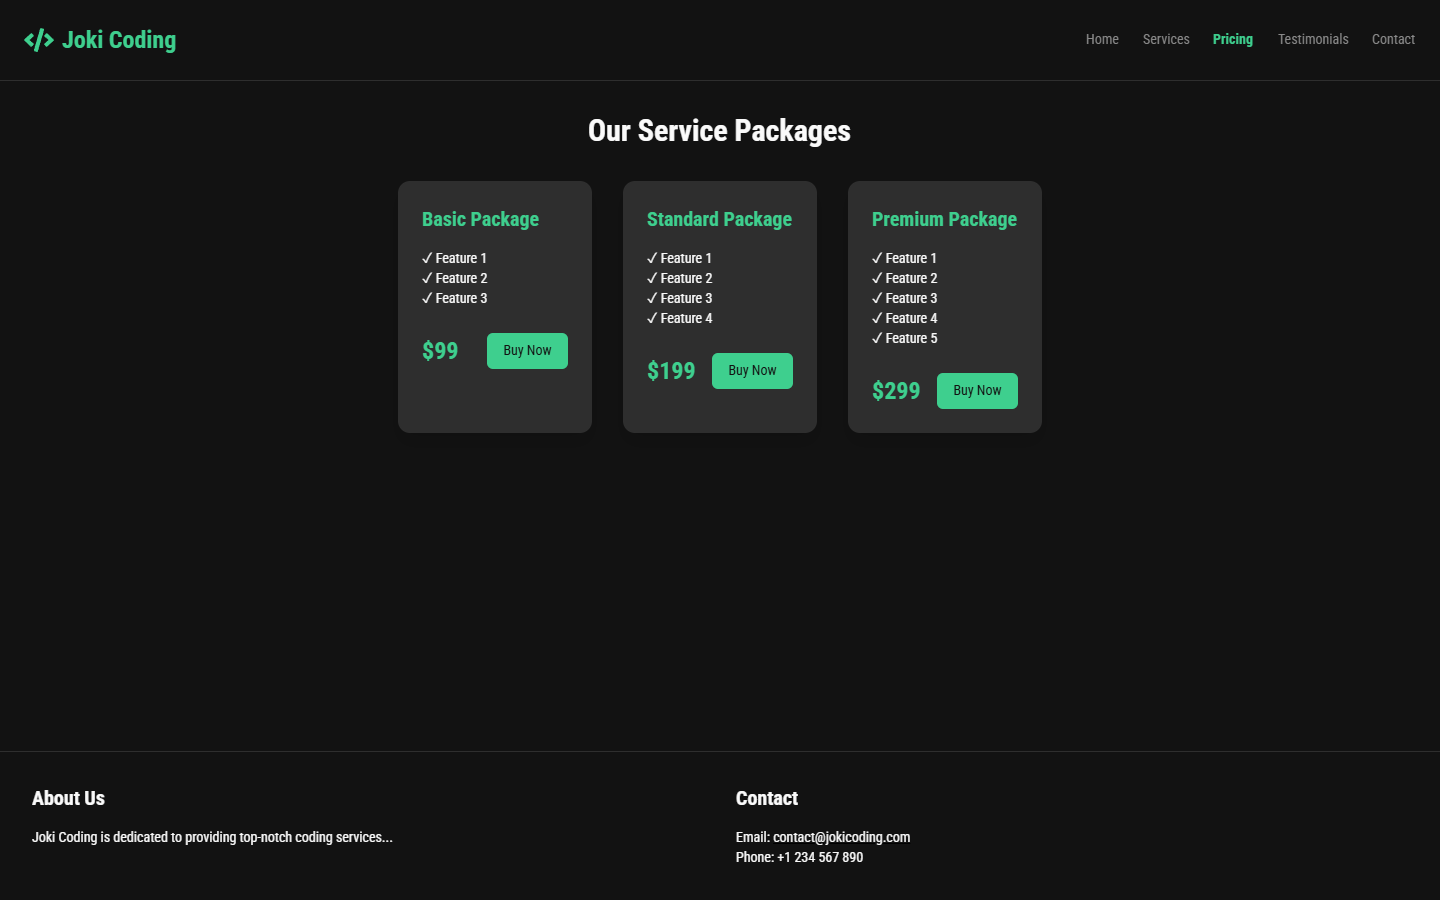 Joki Coding
Home Services Pricing Testimonials Contact
Our Service Packages
Basic Package
✓ Feature 1
✓ Feature 2
✓ Feature 3
$99 Buy Now
Standard Package
✓ Feature 1
✓ Feature 2
✓ Feature 3
✓ Feature 4
$199 Buy Now
Premium Package
✓ Feature 1
✓ Feature 2
✓ Feature 3
✓ Feature 4
✓ Feature 5
$299 Buy Now
About Us
Joki Coding is dedicated to providing top-notch coding services...
Contact
Email: contact@jokicoding.com
Phone: +1 234 567 890